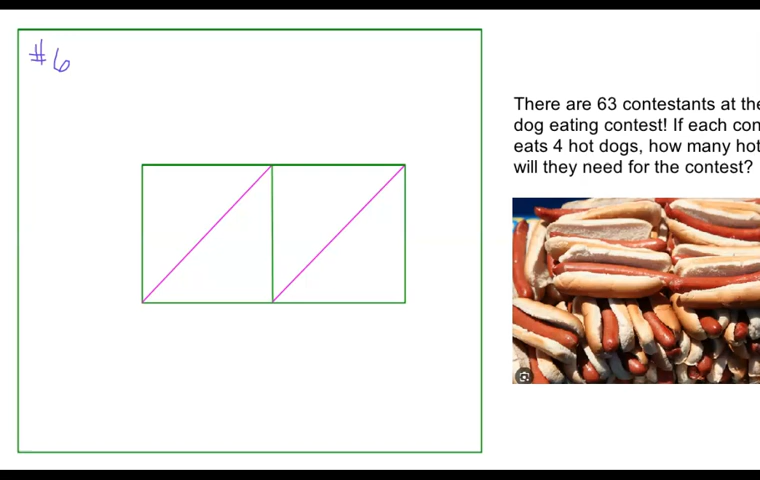 #6
There are 63 contestants at the
dog eating contest! If each con
eats 4 hot dogs, how many hot
will they need for the contest?